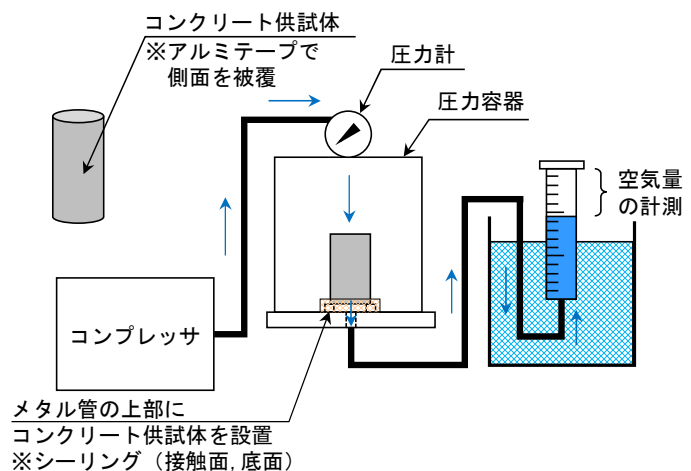 コンクリート供試体
※アルミテープで
側面を被覆
圧力計
圧力容器
空気量
の計測
コンプレッサ
メタル管の上部に
コンクリート供試体を設置
※シーリング（接触面,底面）